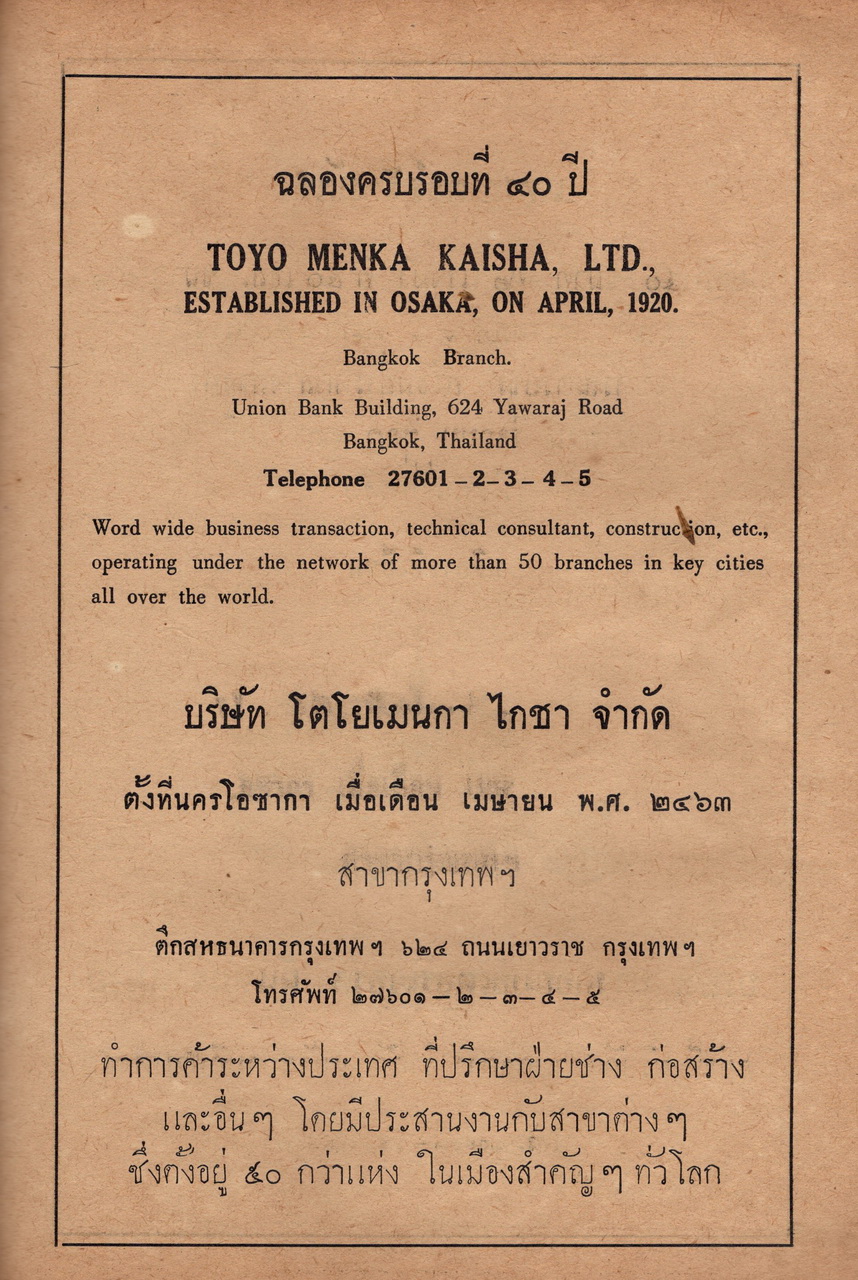 ฉลองครบรอบที่ ๔๐ ปี
TOYO MENKA KAISHA, LTD.,
ESTABLISHED IN OSAKA, ON APRIL, 1920.
Bangkok Branch.
Union Bank Building, 624 Yawaraj Road
Bangkok, Thailand
Telephone 27601 – 2 – 3 – 4 – 5
Word wide business transaction, technical consultant, construction, etc.,
operating under the network of more than 50 branches in key cities
all over the world.
บริษัท โตโยเมนกา ไกชา จำกัด
ตั้งที่นครโอซากา เมื่อเดือน เมษายน พ.ศ. ๒๔๖๓
สาขากรุงเทพ ฯ
ตึกสหธนาคารกรุงเทพ ฯ ๖๒๔ ถนนเยาวราช กรุงเทพ ฯ
โทรศัพท์ ๒๗๖๐๑ – ๒ – ๓ – ๔ – ๕
ทำการค้าระหว่างประเทศ ที่ปรึกษาฝ่ายช่าง ก่อสร้าง
และอื่น ๆ โดยมีประสานงานกับสาขาต่าง ๆ
ซึ่งตั้งอยู่ ๕๐ กว่าแห่ง ในเมืองสำคัญ ๆ ทั่วโลก